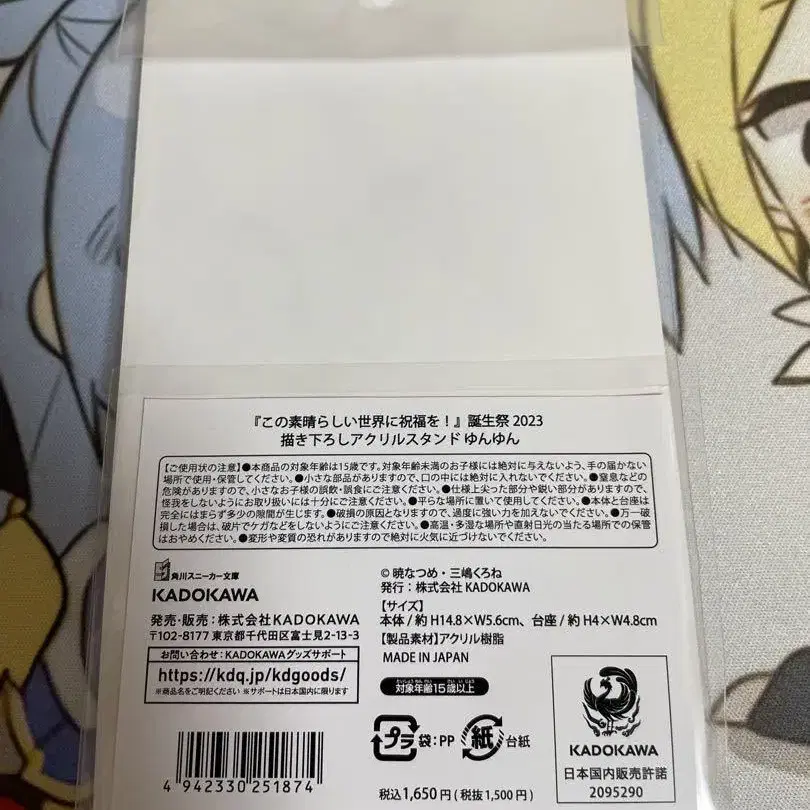 『この素晴らしい世界に祝福を!』誕生祭 2023
描き下ろしアクリルスタンド ゆんゆん
【ご使用状の注意】●本商品の対象年齢は15歳です。対象年齢未満のお子様には絶対に与えないよう、手の届かない
場所で使用・保管してください。●小さな部品がありますので、口の中には絶対に入れないでください。●窒息などの
危険がありますので、小さなお子様の誤飲・誤食にご注意ください。●仕様上尖った部分や鋭い部分がありますので、
怪我をしないようにお取り扱いには十分にご注意ください。●平らな場所に置いて使用してください。●本体と台座は
完全にはまらず多少の隙間が生じます。●破損の原因となりますので、過度に強い力を加えないでください。●万一破
損した場合は、破片でケガなどをしないようにご注意ください。●高温・多湿な場所や直射日光の当たる場所での保管
はおやめください。●変形や変質の恐れがありますので絶対に火気に近づけないでください。
角川スニーカー文庫
KADOKAWA
発売・販売:株式会社KADOKAWA
〒102-8177 東京都千代田区富士見2-13-3
お問い合わせ:KADOKAWAグッズサポート
https://kdq.jp/kdgoods/
※商品名をご明記ください ※サポートは日本国内に限ります
4 942330 251874
© 暁なつめ・三嶋くろね
発行:株式会社 KADOKAWA
【サイズ】
本体/約 H14.8×W5.6cm、台座/約 H4×W4.8cm
【製品素材】アクリル樹脂
MADE IN JAPAN
対象年齢15歳以上
プラ 袋:PP 紙 台紙
税込1,650円(税抜1,500円)
KADOKAWA
日本国内販売許諾
2095290